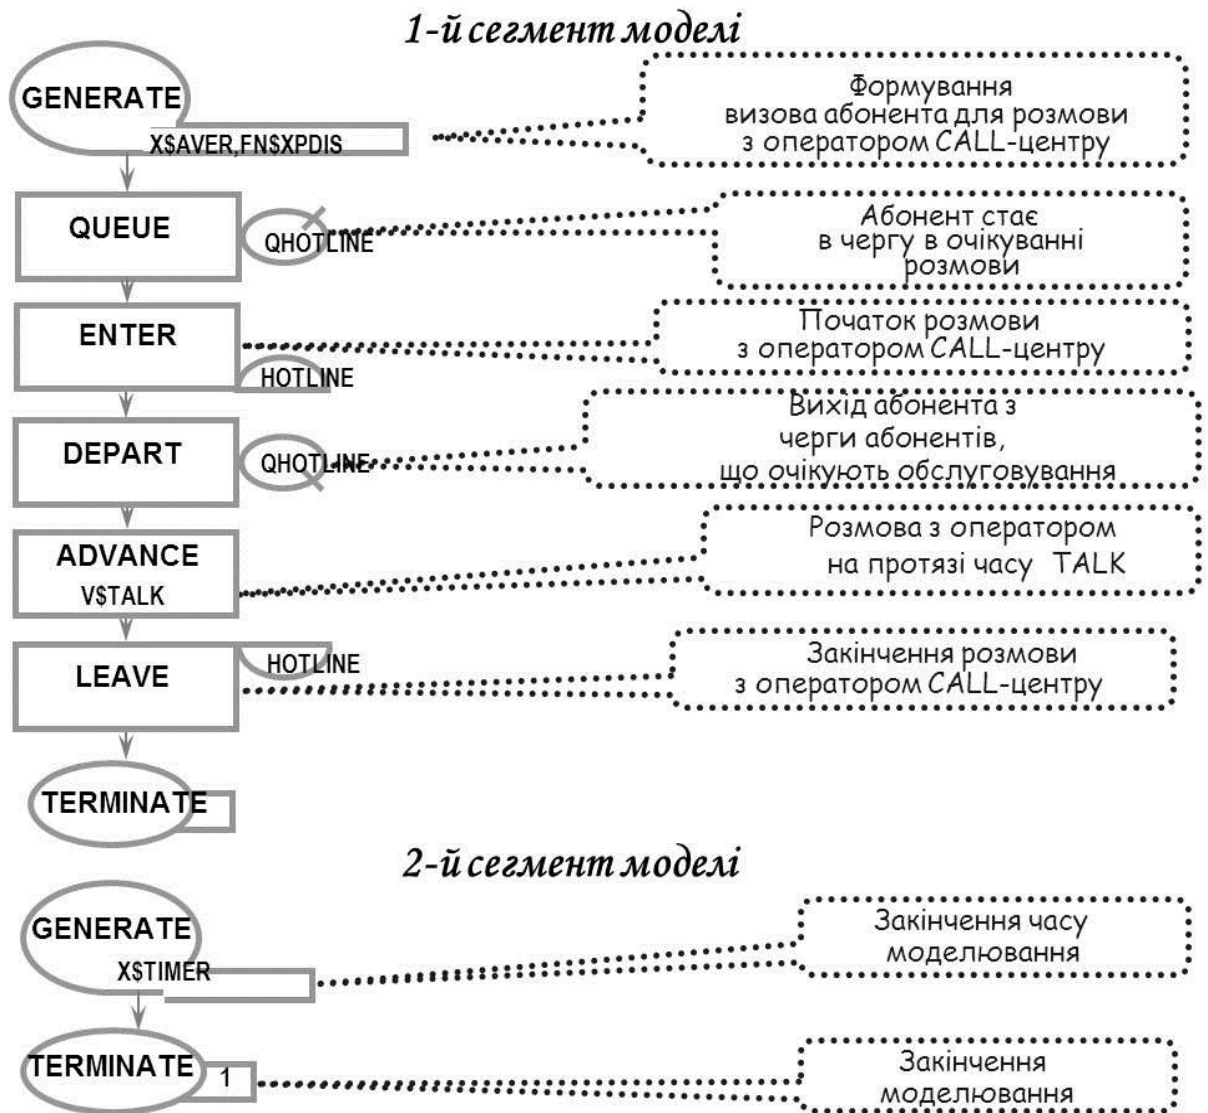 1-й сегмент моделі
GENERATE
X$AVER,FN$XPDIS
Формування
визова абонента для розмови
з оператором CALL-центру
QUEUE
QHOTLINE
Абонент стає
в чергу в очікуванні
розмови
ENTER
HOTLINE
Початок розмови
з оператором CALL-центру
DEPART
QHOTLINE
Вихід абонента з
черги абонентів,
що очікують обслуговування
ADVANCE
V$TALK
Розмова з оператором
на протязі часу TALK
LEAVE
HOTLINE
Закінчення розмови
з оператором CALL-центру
TERMINATE
2-й сегмент моделі
GENERATE
X$TIMER
Закінчення часу
моделювання
TERMINATE
1
Закінчення
моделювання